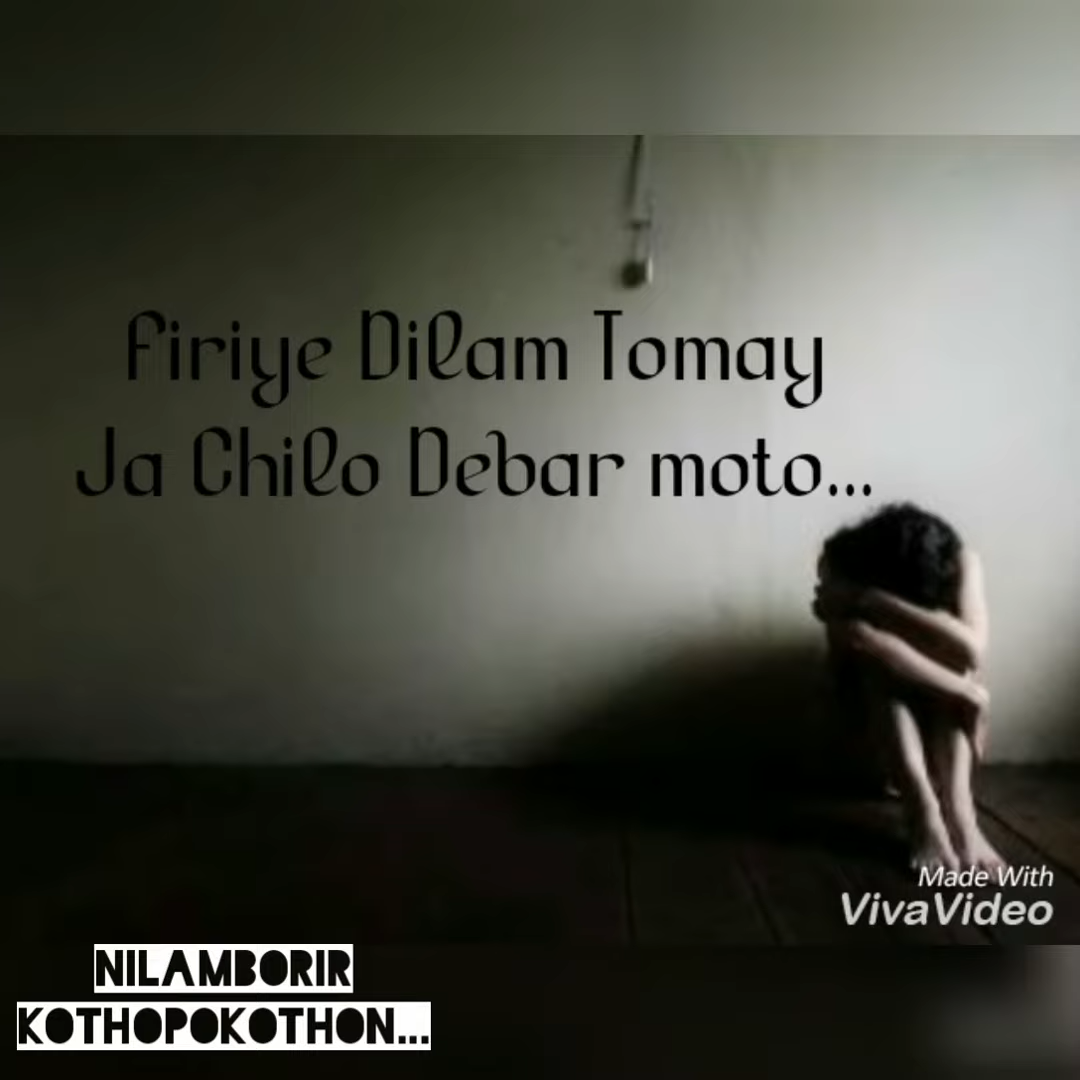 Firiye Dilam Tomay
Ja Chilo Debar moto...
Made With
VivaVideo
NILAMBORIR
KOTHOPOKOTHON...